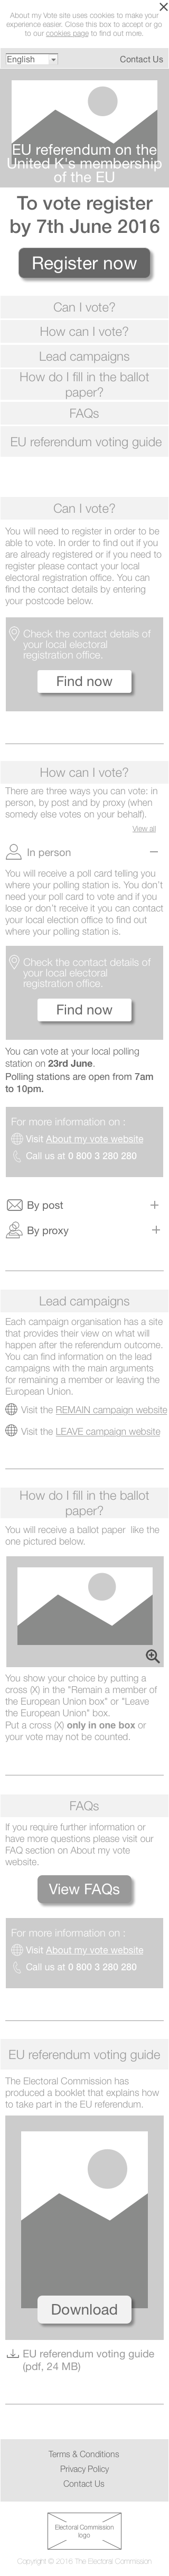 About my Vote site uses cookies to make your
experience easier. Close this box to accept or go
to our cookies page to find out more.
English
Contact Us
EU referendum on the
United K's membership
of the EU
To vote register
by 7th June 2016
Register now
Can I vote?
How can I vote?
Lead campaigns
How do I fill in the ballot
paper?
FAQs
EU referendum voting guide
Can I vote?
You will need to register in order to be
able to vote. In order to find out if you
are already registered or if you need to
register please contact your local
electoral registration office. You can
find the contact details by entering
your postcode below.
Check the contact details of
your local electoral
registration office.
Find now
How can I vote?
There are three ways you can vote: in
person, by post and by proxy (when
somedy else votes on your behalf).
View all
In person
You will receive a poll card telling you
where your polling station is. You don't
need your poll card to vote and if you
lose or don't receive it you can contact
your local election office to find out
where your polling station is.
Check the contact details of
your local electoral
registration office.
Find now
You can vote at your local polling
station on 23rd June.
Polling stations are open from 7am
to 10pm.
For more information on :
Visit About my vote website
Call us at 0 800 3 280 280
By post
By proxy
Lead campaigns
Each campaign organisation has a site
that provides their view on what will
happen after the referendum outcome.
You can find information on the lead
campaigns with the main arguments
for remaining a member or leaving the
European Union.
Visit the REMAIN campaign website
Visit the LEAVE campaign website
How do I fill in the ballot
paper?
You will receive a ballot paper like the
one pictured below.
You show your choice by putting a
cross (X) in the "Remain a member of
the European Union box" or "Leave
the European Union" box.
Put a cross (X) only in one box or
your vote may not be counted.
FAQs
If you require further information or
have more questions please visit our
FAQ section on About my vote
website.
View FAQs
For more information on :
Visit About my vote website
Call us at 0 800 3 280 280
EU referendum voting guide
The Electoral Commission has
produced a booklet that explains how
to take part in the EU referendum.
Download
EU referendum voting guide
(pdf, 24 MB)
Terms & Conditions
Privacy Policy
Contact Us
Electoral Commission
logo
Copyright © 2016 The Electoral Commission